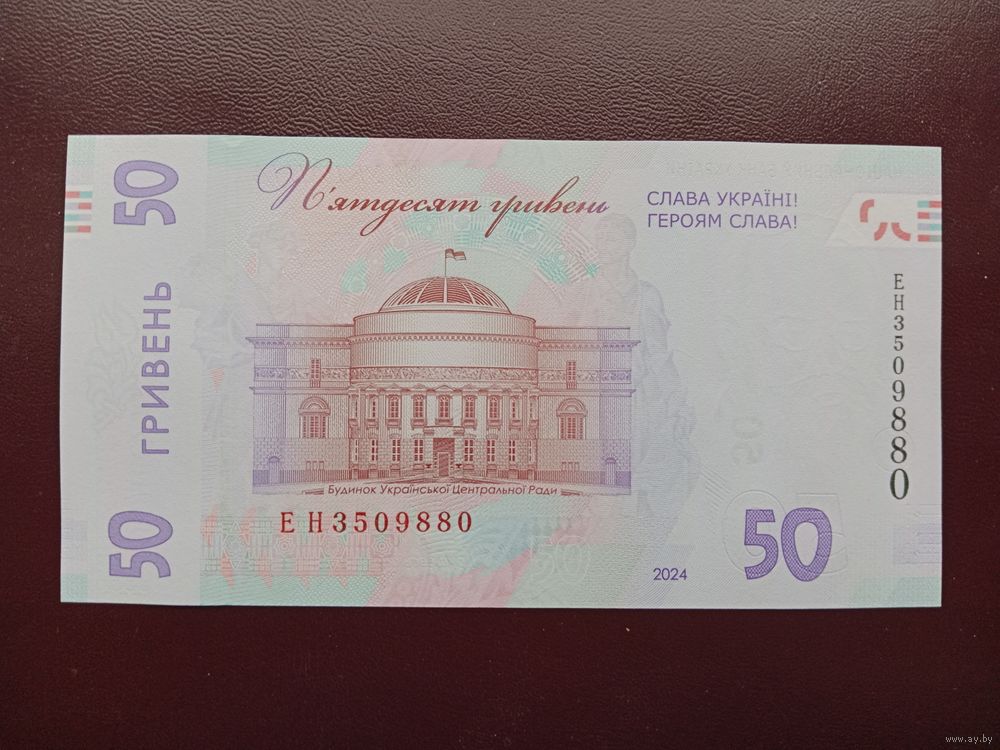 50
П'ятдесят гривень
СЛАВА УКРАЇНІ!
ГЕРОЯМ СЛАВА!
ГРИВЕНЬ
ЕН3509880
Будинок Української Центральної Ради
ЕН3509880
50
2024
50
www.ay.by